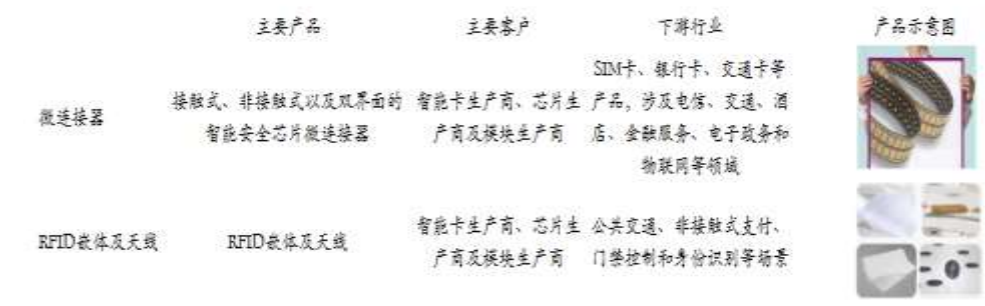 主要产品 主要客户 下游行业 产品示意图
微连接器
接触式、非接触式以及双界面的
智能安全芯片微连接器
智能卡生产商、芯片生
产商及模块生产商
SIM卡、银行卡、交通卡等
产品，涉及电信、交通、酒
店、金融服务、电子政务和
物联网等领域
RFID嵌体及天线
RFID嵌体及天线
智能卡生产商、芯片生
产商及模块生产商
公共交通、非接触式支付、
门禁控制和身份识别等场景